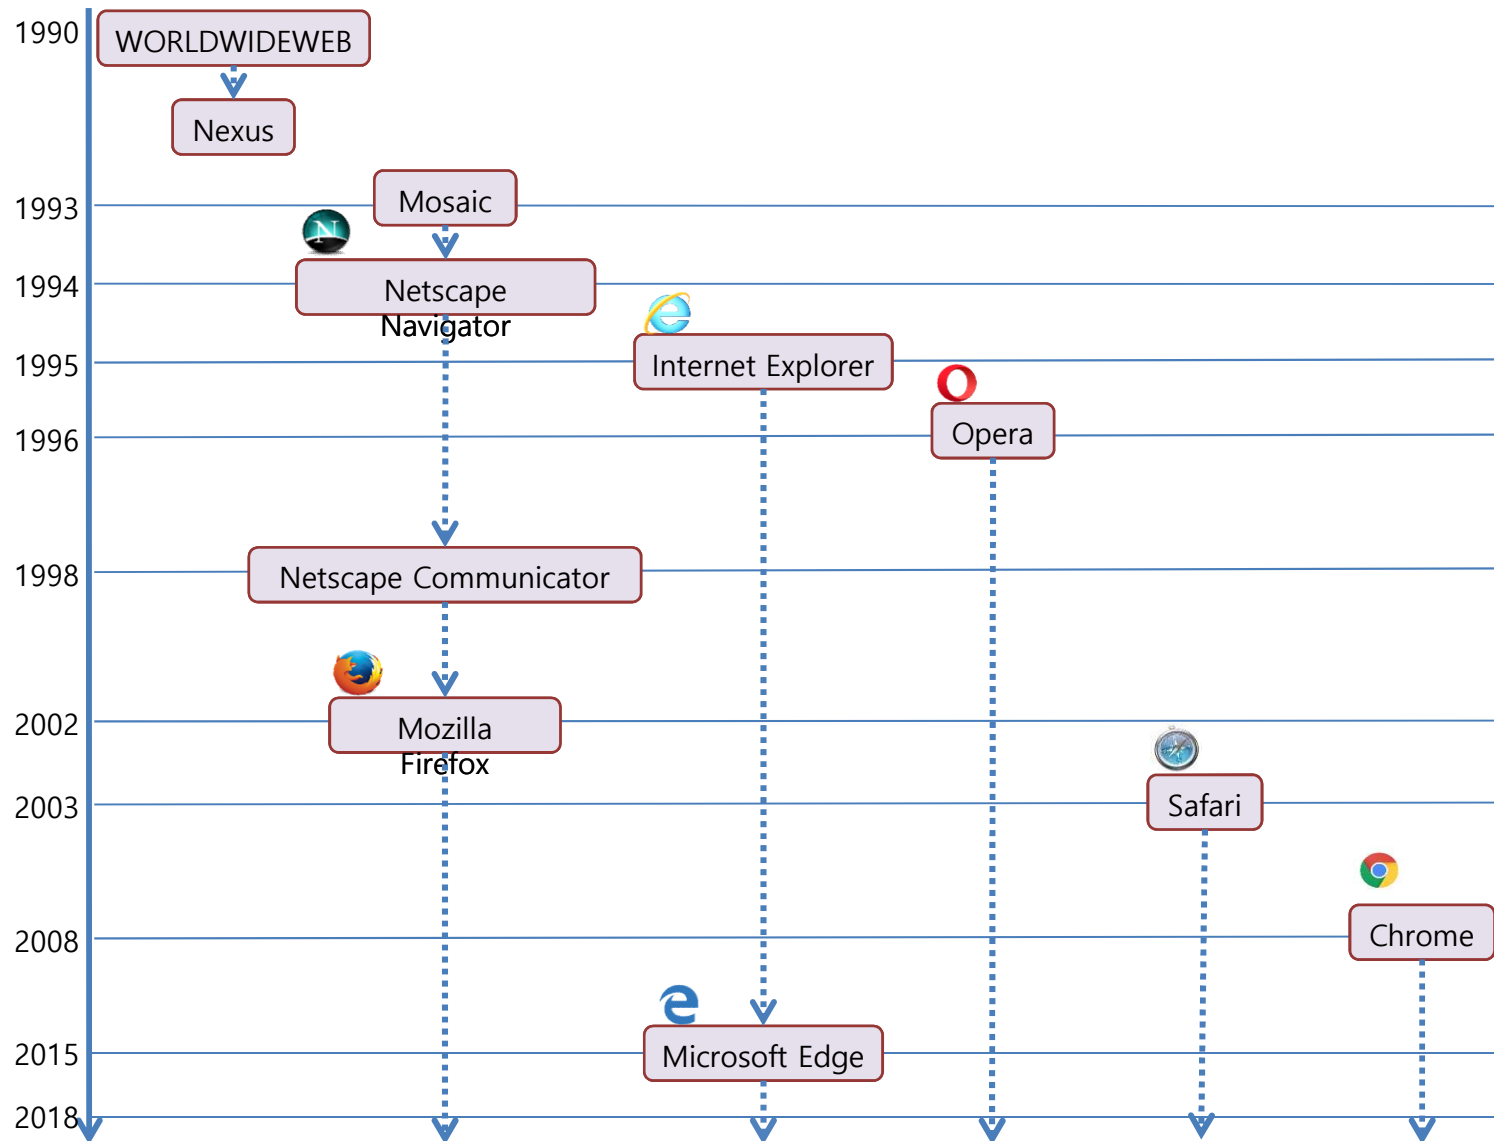 1990
WORLDWIDEWEB
Nexus
1993
Mosaic
N
1994
Netscape
Navigator
1995
Internet Explorer
1996
Opera
1998
Netscape Communicator
2002
Mozilla
Firefox
2003
Safari
2008
Chrome
2015
Microsoft Edge
2018